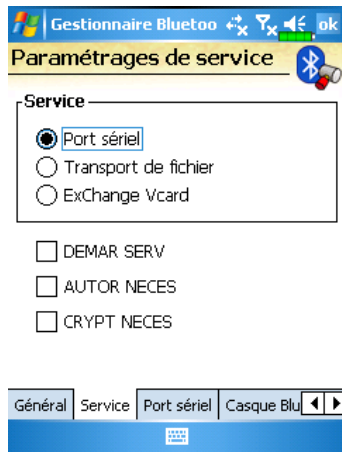 Gestionnaire Bluetoo ok
Paramétrages de service
Service
Port sériel
Transport de fichier
ExChange Vcard
DEMAR SERV
AUTOR NECES
CRYPT NECES
Général Service Port sériel Casque Blu